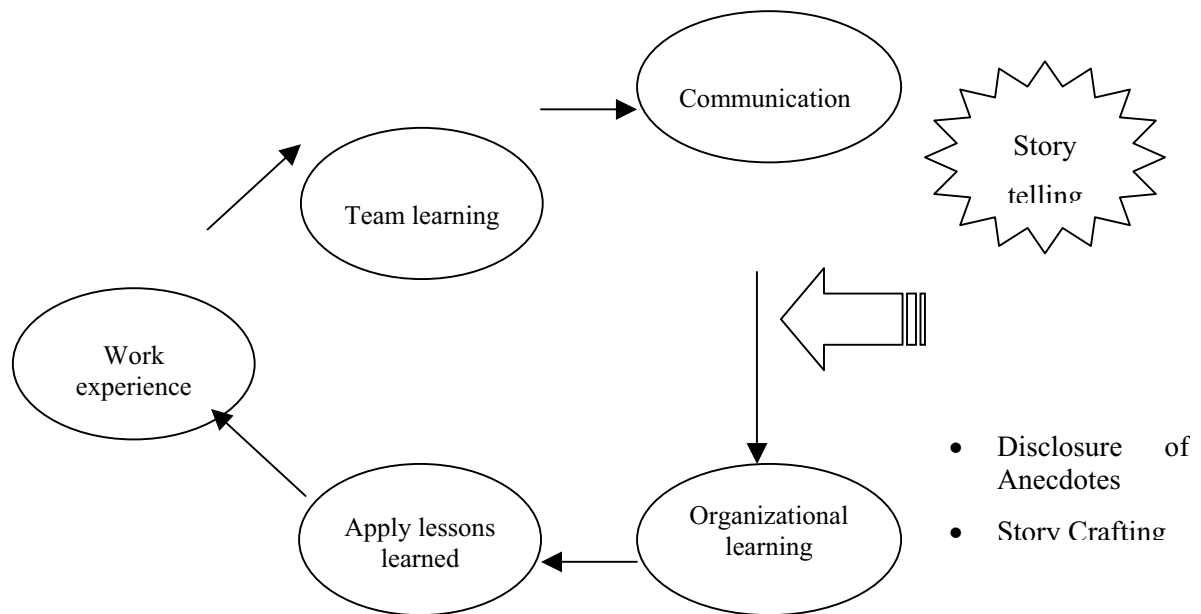 Communication
Story
telling
Team learning
Work
experience
Organizational
learning
Apply lessons
learned
• Disclosure of
Anecdotes
• Story Crafting